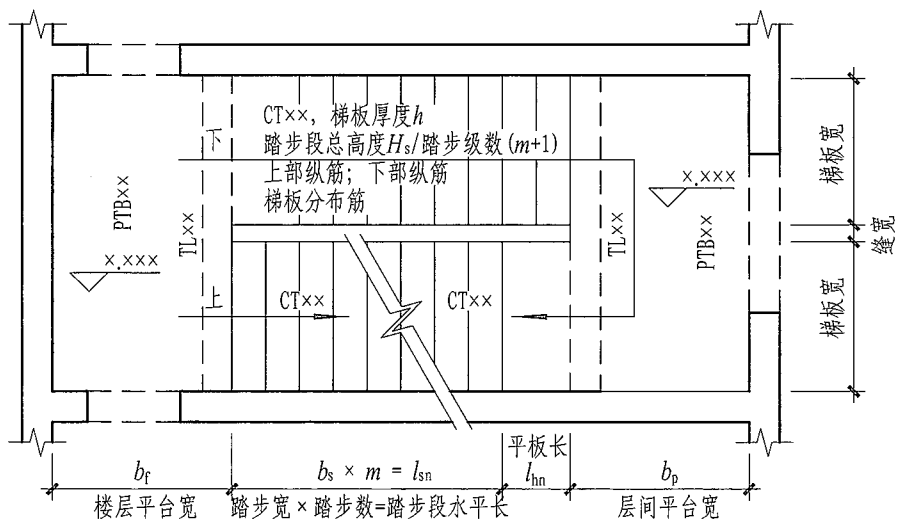 CT××, 梯板厚度h
踏步段总高度Hs/踏步级数(m+1)
上部纵筋; 下部纵筋
梯板分布筋
下
上
PTB××
×.×××
TL××
CT××
CT××
TL××
×.×××
PTB××
梯板宽
缝宽
梯板宽
平板长
bf
bs × m = lsn
lhn
bp
楼层平台宽
踏步宽×踏步数=踏步段水平长
层间平台宽